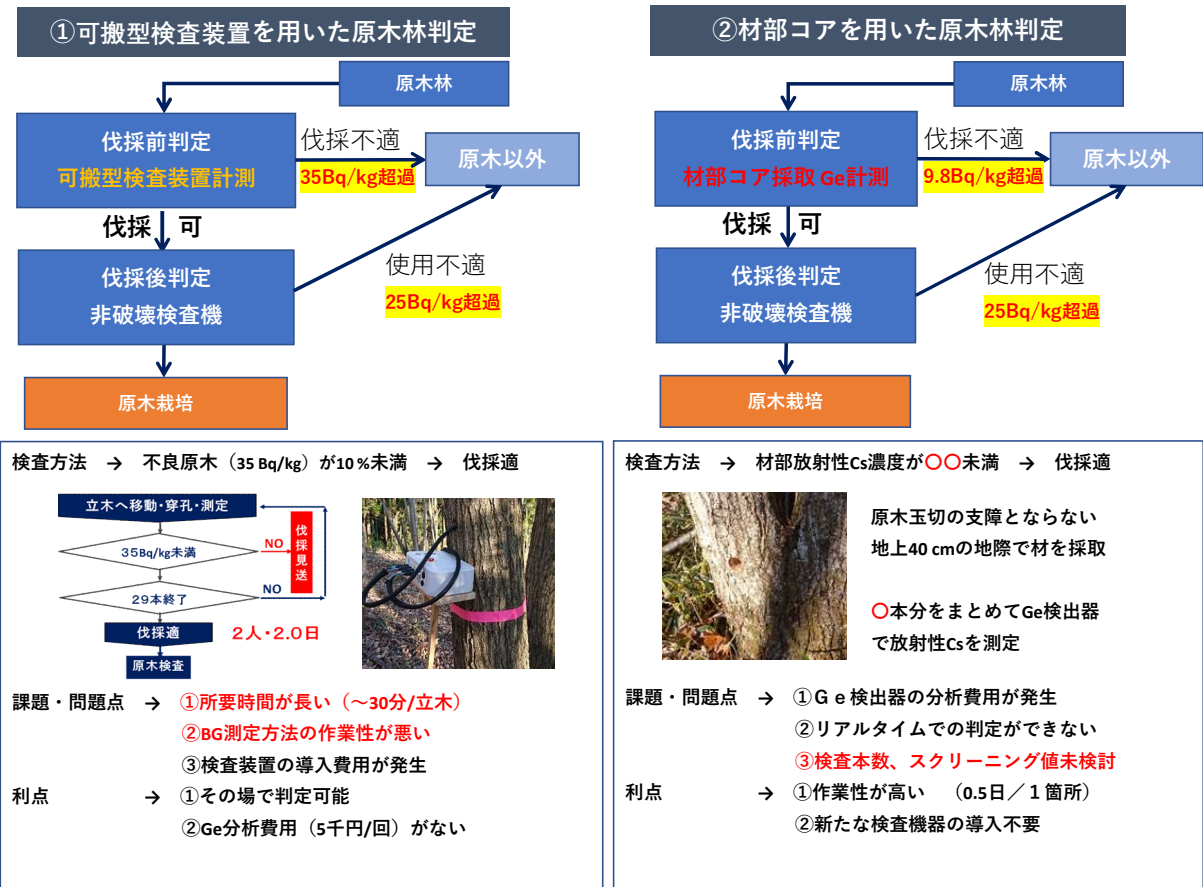 ①可搬型検査装置を用いた原木林判定
原木林
伐採前判定
可搬型検査装置計測
伐採不適
35Bq/kg超過
原木以外
伐採 可
伐採後判定
非破壊検査機
使用不適
25Bq/kg超過
原木栽培
検査方法 → 不良原木（35 Bq/kg）が10％未満 → 伐採適
立木へ移動・穿孔・測定
35Bq/kg未満
NO
伐採見送
29本終了
NO
伐採適
2人・2.0日
原木検査
課題・問題点 → ①所要時間が長い（～30分/立木）
②BG測定方法の作業性が悪い
③検査装置の導入費用が発生
利点 → ①その場で判定可能
②Ge分析費用（5千円/回）がない
②材部コアを用いた原木林判定
原木林
伐採前判定
材部コア採取 Ge計測
伐採不適
9.8Bq/kg超過
原木以外
伐採 可
伐採後判定
非破壊検査機
使用不適
25Bq/kg超過
原木栽培
検査方法 → 材部放射性Cs濃度が〇〇未満 → 伐採適
原木玉切の支障とならない
地上40 cmの地際で材を採取
〇本分をまとめてGe検出器
で放射性Csを測定
課題・問題点 → ①Ｇｅ検出器の分析費用が発生
②リアルタイムでの判定ができない
③検査本数、スクリーニング値未検討
利点 → ①作業性が高い （0.5日／１箇所）
②新たな検査機器の導入不要